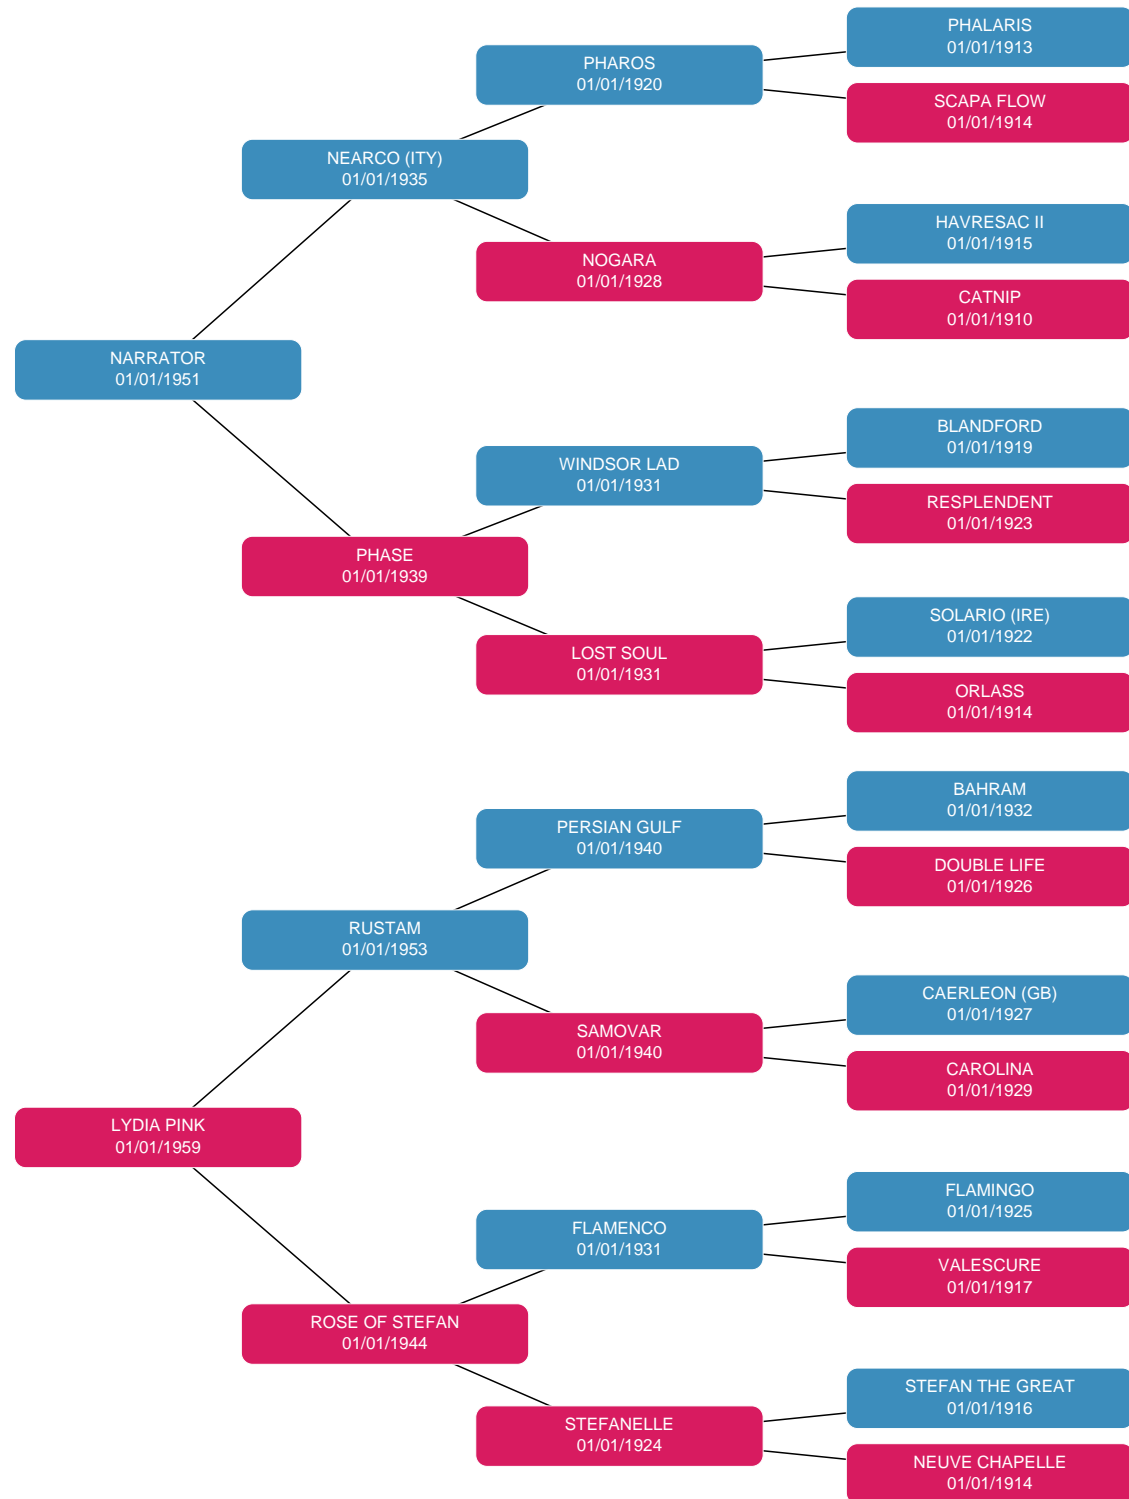 PHALARIS
01/01/1913
PHAROS
01/01/1920
SCAPA FLOW
01/01/1914
NEARCO (ITY)
01/01/1935
HAVRESAC II
01/01/1915
NOGARA
01/01/1928
CATNIP
01/01/1910
NARRATOR
01/01/1951
BLANDFORD
01/01/1919
WINDSOR LAD
01/01/1931
RESPLENDENT
01/01/1923
PHASE
01/01/1939
SOLARIO (IRE)
01/01/1922
LOST SOUL
01/01/1931
ORLASS
01/01/1914
BAHRAM
01/01/1932
PERSIAN GULF
01/01/1940
DOUBLE LIFE
01/01/1926
RUSTAM
01/01/1953
CAERLEON (GB)
01/01/1927
SAMOVAR
01/01/1940
CAROLINA
01/01/1929
LYDIA PINK
01/01/1959
FLAMINGO
01/01/1925
FLAMENCO
01/01/1931
VALESCURE
01/01/1917
ROSE OF STEFAN
01/01/1944
STEFAN THE GREAT
01/01/1916
STEFANELLE
01/01/1924
NEUVE CHAPELLE
01/01/1914